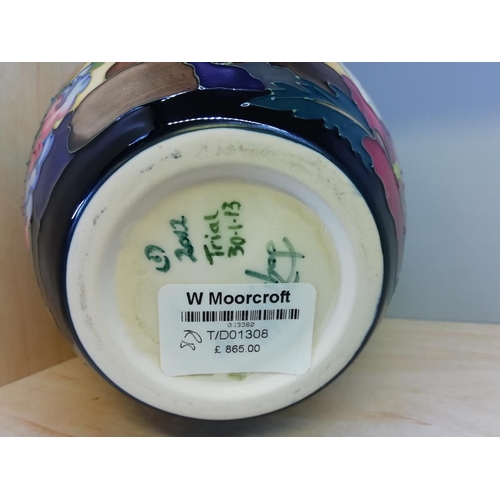 © 2012
Trial
30-1-13
W Moorcroft
T/D01308
£ 865.00